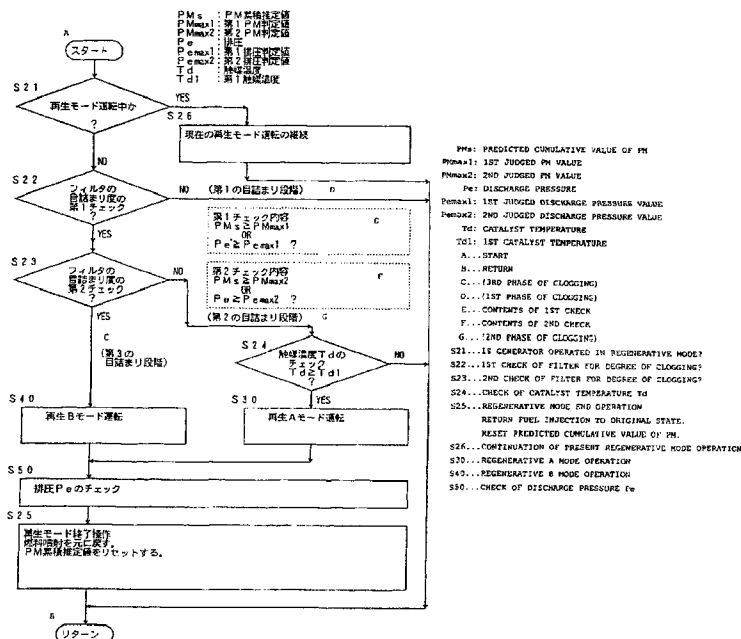 PMs : PM累積推定値
PMmax1 : 第1PM判定値
PMmax2 : 第2PM判定値
Pe : 排圧
Pemax1 : 第1排圧判定値
Pemax2 : 第2排圧判定値
Td : 触媒温度
Td1 : 第1触媒温度
A
スタート
S21
再生モード運転中か
?
YES
S26
現在の再生モード運転の継続
NO
S22
フィルタの
目詰まり度の
第1チェック
?
NO
(第1の目詰まり段階)
D
YES
第1チェック内容
PMs≧PMmax1
OR
Pe≧Pemax1 ?
S23
フィルタの
目詰まり度の
第2チェック
?
NO
第2チェック内容
F
PMs≧PMmax2
OR
Pe≧Pemax2 ?
(第2の目詰まり段階)
G
YES
C
(第3の
目詰まり段階)
S24
触媒温度Tdの
チェック
Td≧Td1
?
NO
YES
S40
再生Bモード運転
S30
再生Aモード運転
S50
排圧Peのチェック
S25
再生モード終了操作
燃料噴射を元に戻す。
PM累積推定値をリセットする。
B
リターン
PMs: PREDICTED CUMULATIVE VALUE OF PM
PMmax1: 1ST JUDGED PM VALUE
PMmax2: 2ND JUDGED PM VALUE
Pe: DISCHARGE PRESSURE
Pemax1: 1ST JUDGED DISCHARGE PRESSURE VALUE
Pemax2: 2ND JUDGED DISCHARGE PRESSURE VALUE
Td: CATALYST TEMPERATURE
Td1: 1ST CATALYST TEMPERATURE
A...START
B...RETURN
C...(3RD PHASE OF CLOGGING)
D...(1ST PHASE OF CLOGGING)
E...CONTENTS OF 1ST CHECK
F...CONTENTS OF 2ND CHECK
G...(2ND PHASE OF CLOGGING)
S21...IS GENERATOR OPERATED IN REGENERATIVE MODE?
S22...1ST CHECK OF FILTER FOR DEGREE OF CLOGGING?
S23...2ND CHECK OF FILTER FOR DEGREE OF CLOGGING?
S24...CHECK OF CATALYST TEMPERATURE Td
S25...REGENERATIVE MODE END OPERATION
RETURN FUEL INJECTION TO ORIGINAL STATE.
RESET PREDICTED CUMULATIVE VALUE OF PM.
S26...CONTINUATION OF PRESENT REGENERATIVE MODE OPERATION
S30...REGENERATIVE A MODE OPERATION
S40...REGENERATIVE B MODE OPERATION
S50...CHECK OF DISCHARGE PRESSURE Pe